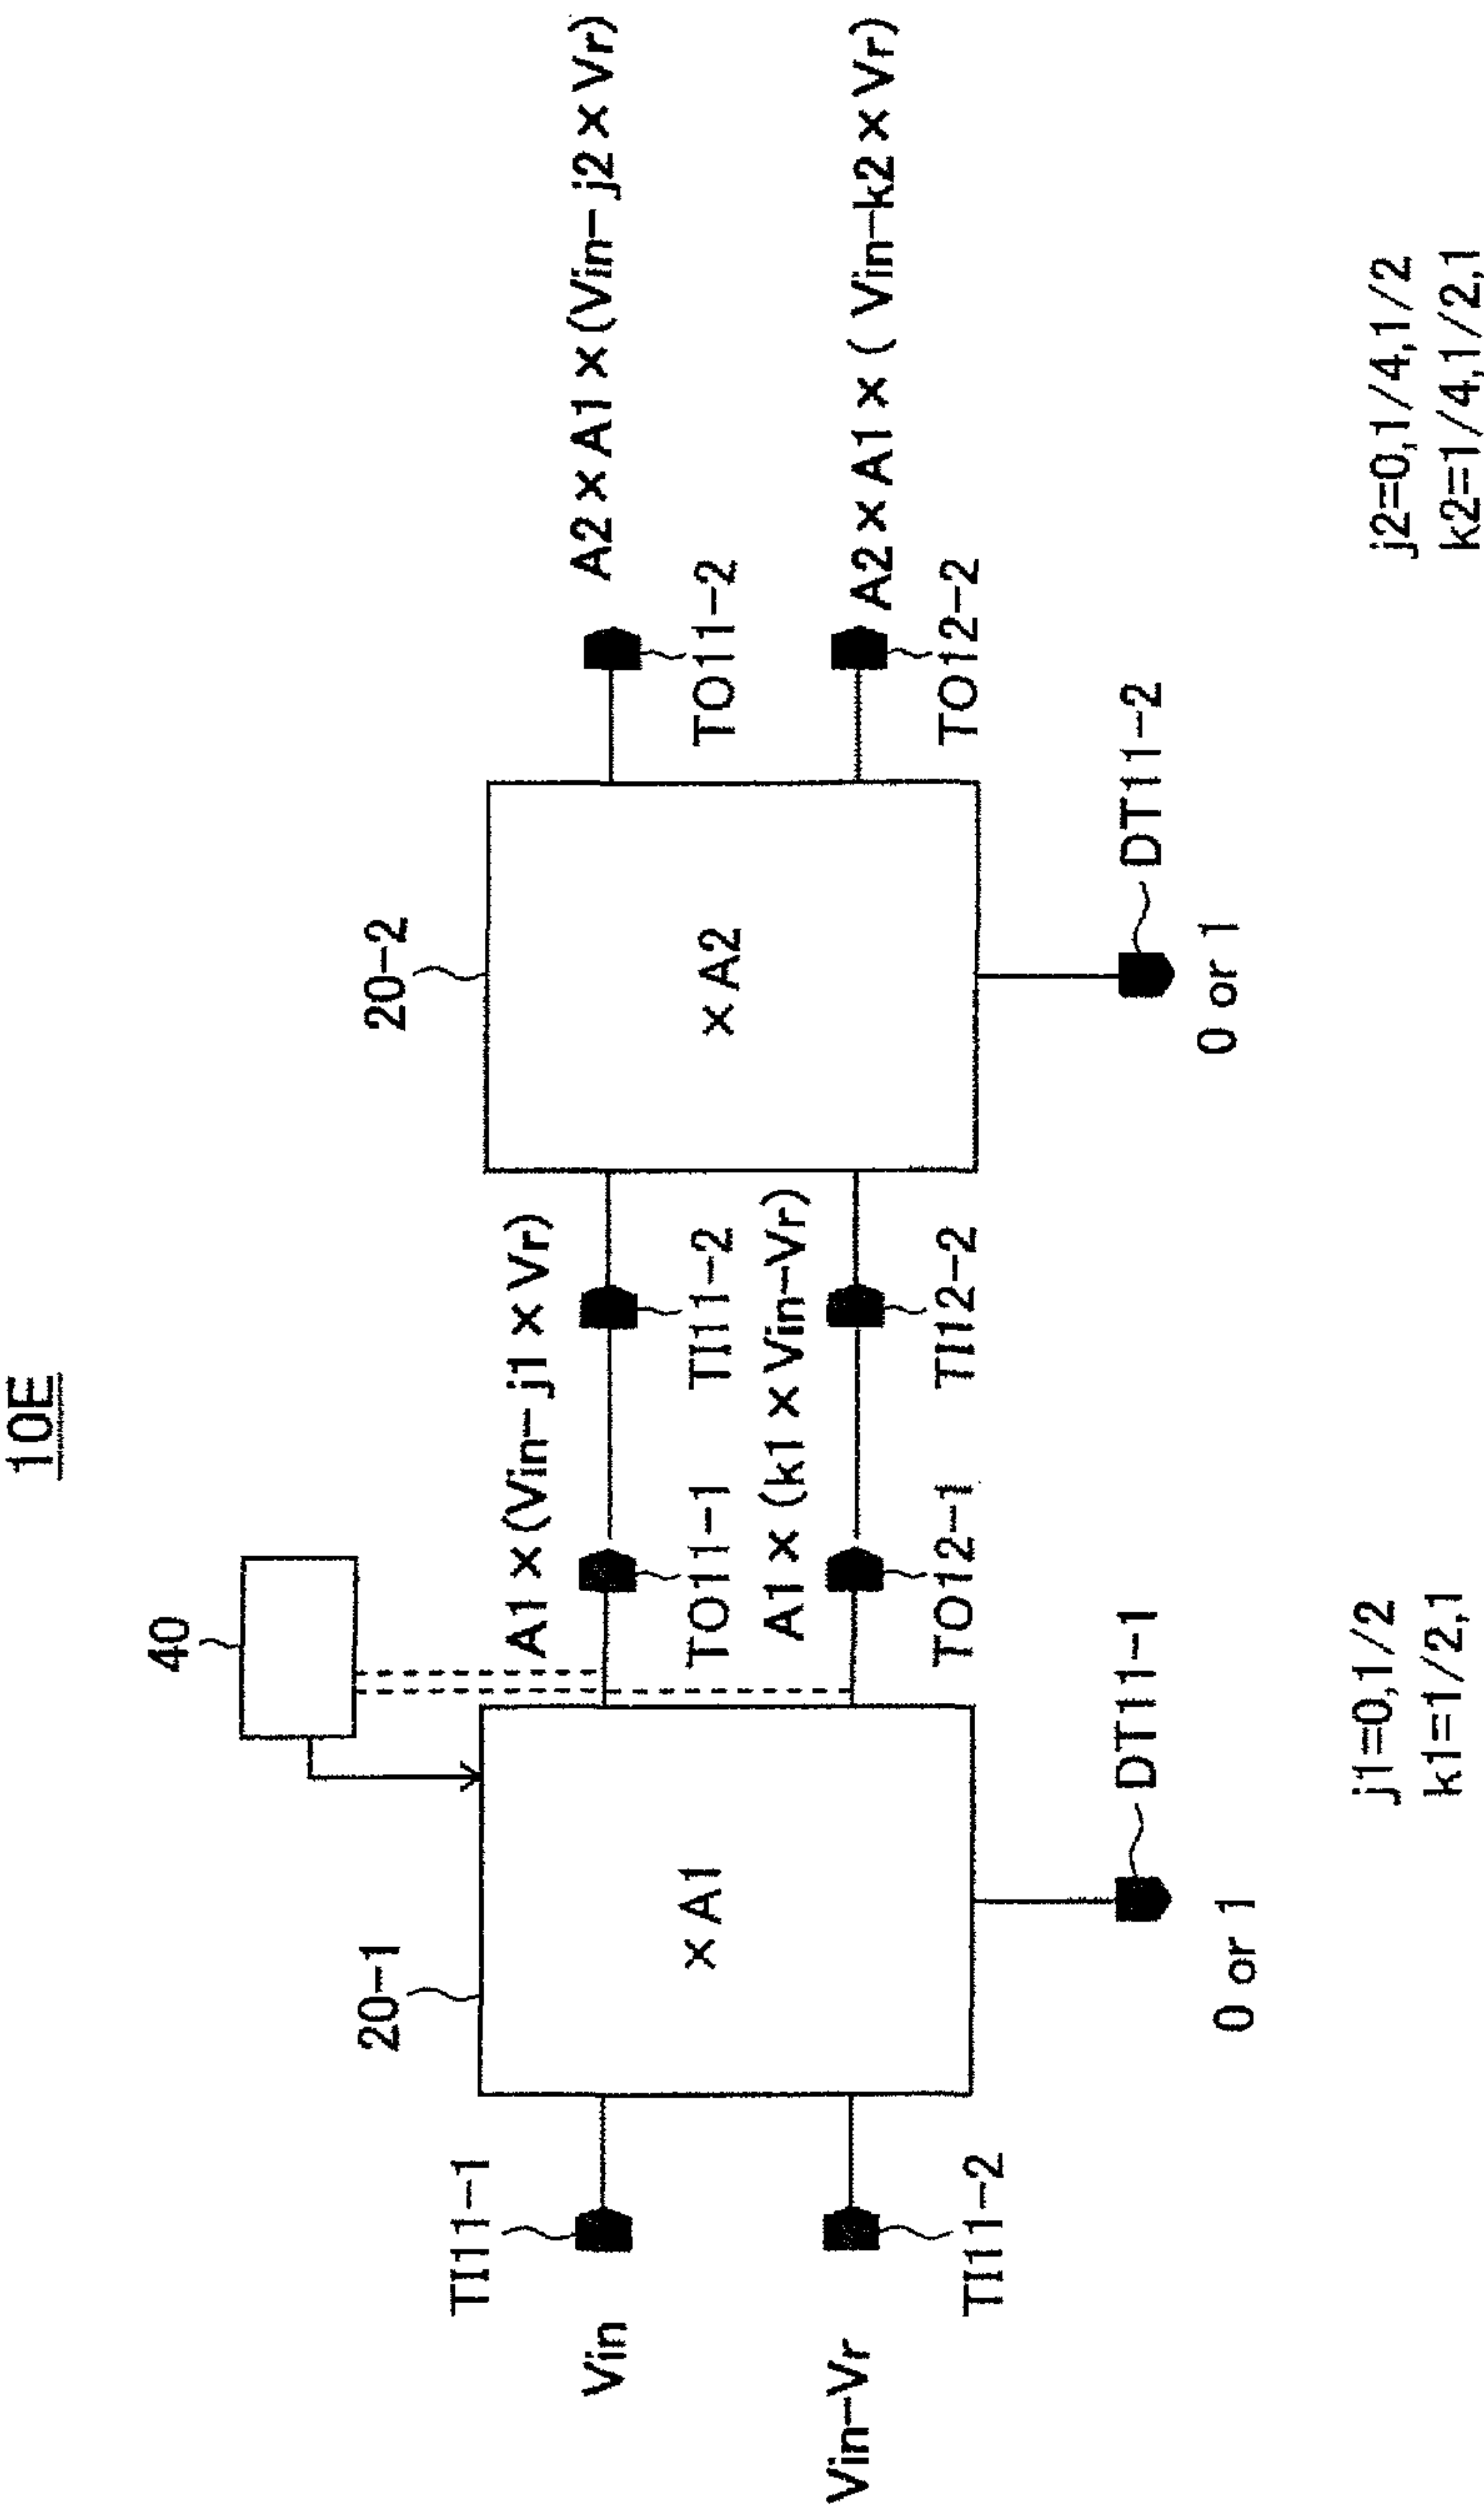 10E
40
20-1
20-2
TI11-1
Vin
Vin-Vr
TI11-2
x A1
x A2
A1 x (Vin- j1 x Vr)
TO11-1
TI11-2
A1 x (k1 x Vin-Vr)
TO12-1
TI12-2
A2 x A1 x (Vin- j2 x Vr)
TO11-2
A2 x A1 x ( Vin-k2 x Vr)
TO12-2
DT11-1
0 or 1
DT11-2
0 or 1
j1=0,1/2
k1=1/2,1
j2=0,1/4,1/2
k2=1/4,1/2,1